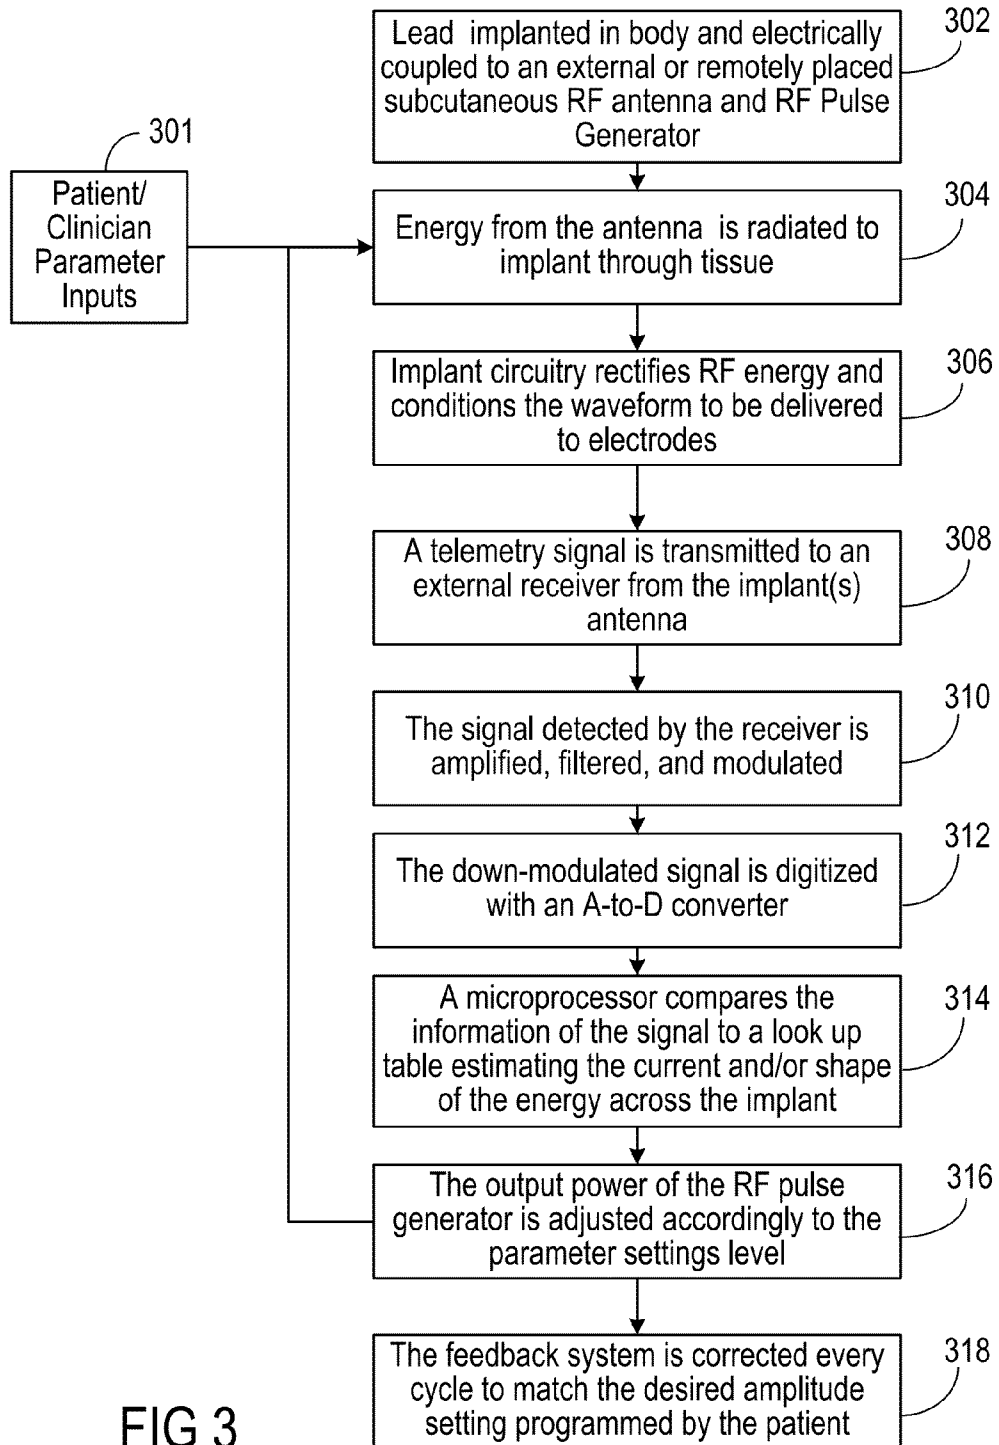 Lead implanted in body and electrically
coupled to an external or remotely placed
subcutaneous RF antenna and RF Pulse
Generator
302
301
Patient/
Clinician
Parameter
Inputs
Energy from the antenna is radiated to
implant through tissue
304
Implant circuitry rectifies RF energy and
conditions the waveform to be delivered
to electrodes
306
A telemetry signal is transmitted to an
external receiver from the implant(s)
antenna
308
The signal detected by the receiver is
amplified, filtered, and modulated
310
The down-modulated signal is digitized
with an A-to-D converter
312
A microprocessor compares the
information of the signal to a look up
table estimating the current and/or shape
of the energy across the implant
314
The output power of the RF pulse
generator is adjusted accordingly to the
parameter settings level
316
The feedback system is corrected every
cycle to match the desired amplitude
setting programmed by the patient
318
FIG 3